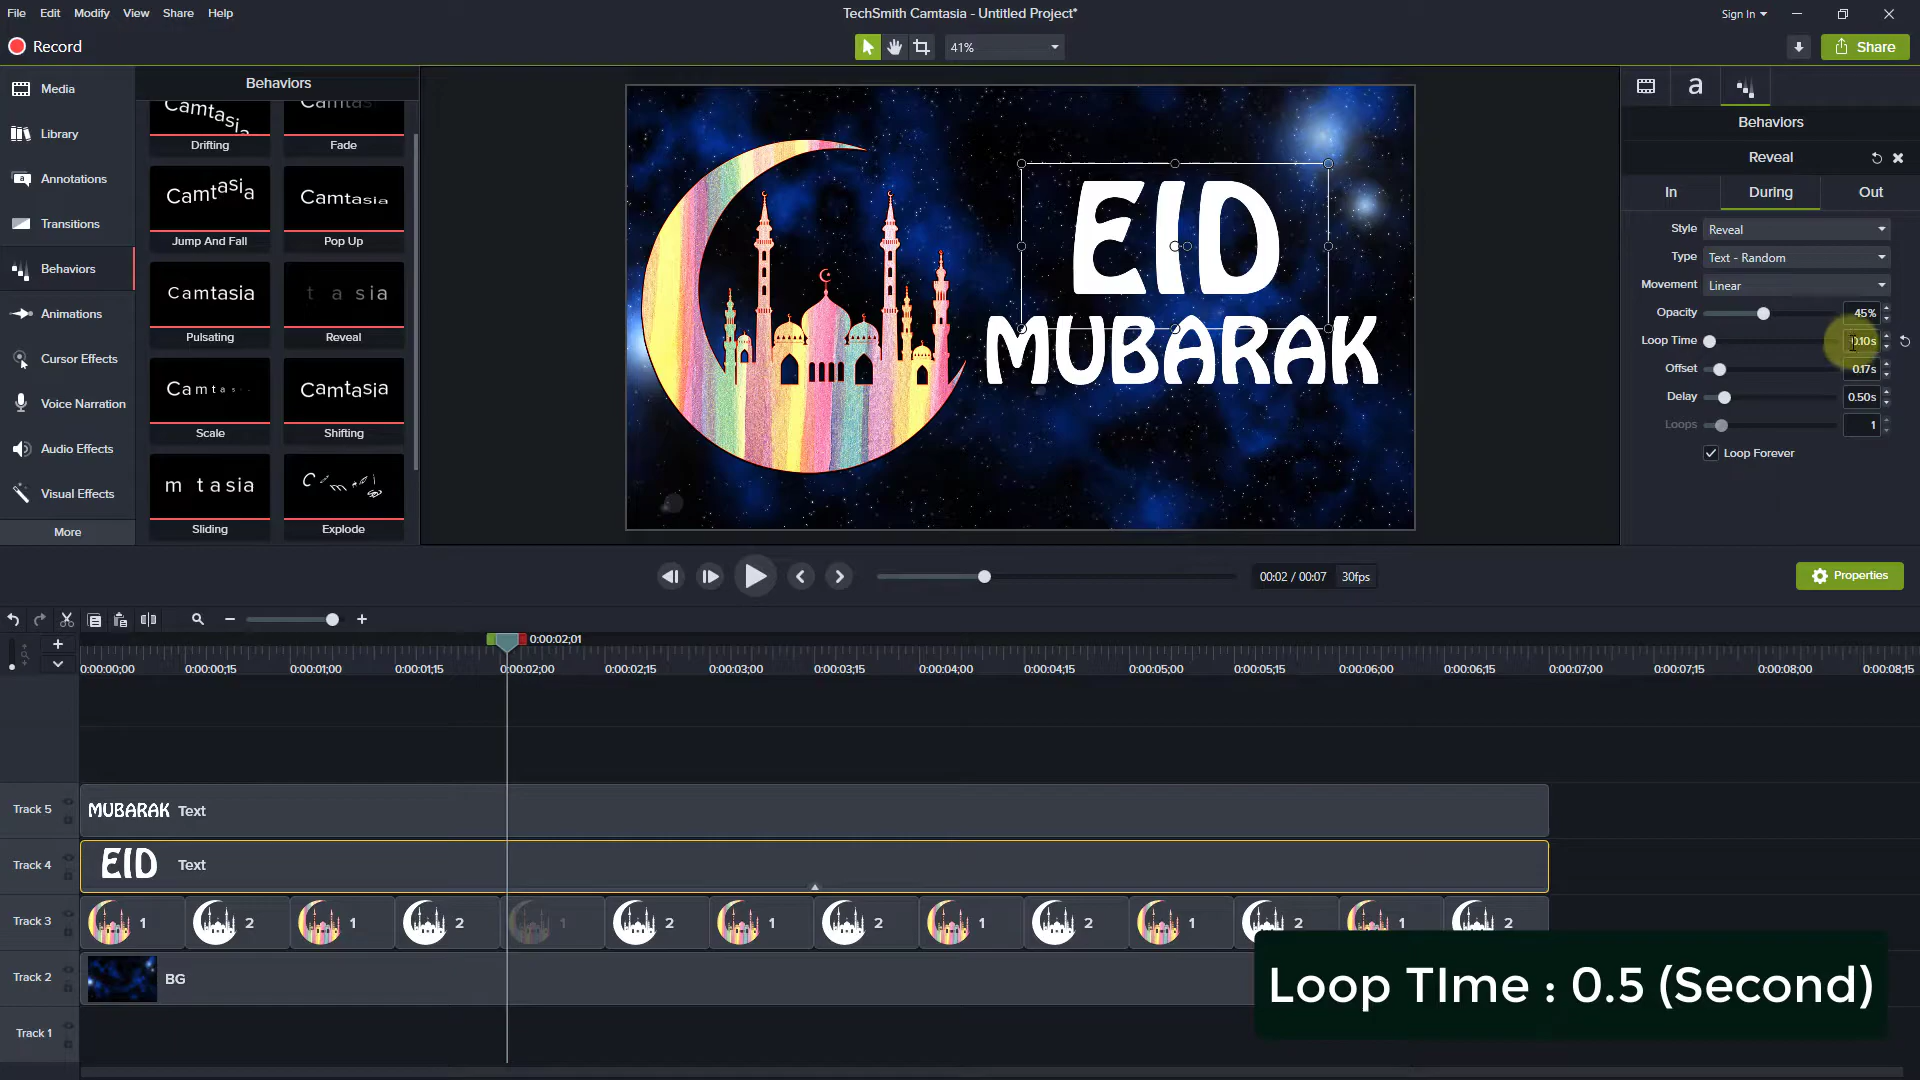 File Edit Modify View Share Help
TechSmith Camtasia - Untitled Project*
Sign In
Record
41%
Share
Media
Library
Annotations
Transitions
Behaviors
Animations
Cursor Effects
Voice Narration
Audio Effects
Visual Effects
More
Behaviors
Camtasia Camtas
Drifting Fade
Camtasia Camtasia
Jump And Fall Pop Up
Camtasia t a sia
Pulsating Reveal
Camtas Camtasia
Scale Shifting
m t asia
Sliding Explode
EID
MUBARAK
a
Behaviors
Reveal
In During Out
Style Reveal
Type Text - Random
Movement Linear
Opacity 45%
Loop Time 0.10s
Offset 0.17s
Delay 0.50s
Loops 1
Loop Forever
00:02 / 00:07 30fps
Properties
0:00:02;01
0:00:00;00 0:00:00;15 0:00:01;00 0:00:01;15 0:00:02;00 0:00:02;15 0:00:03;00 0:00:03;15 0:00:04;00 0:00:04;15 0:00:05;00 0:00:05;15 0:00:06;00 0:00:06;15 0:00:07;00 0:00:07;15 0:00:08;00 0:00:08;15
Track 5 MUBARAK Text
Track 4 EID Text
Track 3 1 2 1 2 1 2 1 2 1 2 1 2 1 2
Track 2 BG
Track 1
Loop TIme : 0.5 (Second)